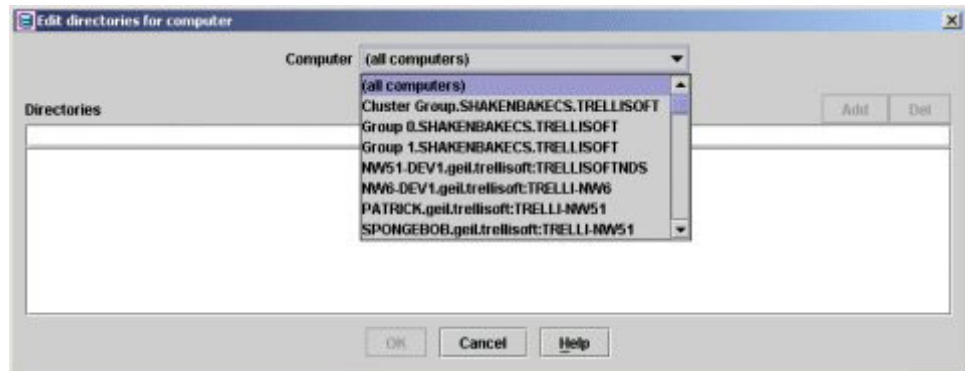 Edit directories for computer
Computer (all computers)
(all computers)
Cluster Group.SHAKENBAKECS.TRELLISOFT
Directories
Add Del
Group 0.SHAKENBAKECS.TRELLISOFT
Group 1.SHAKENBAKECS.TRELLISOFT
NW51-DEV1.geil.trellisoft:TRELLISOFTNDS
NW6-DEV1.geil.trellisoft:TRELLI-NW6
PATRICK.geil.trellisoft:TRELLI-NW51
SPONGEBOB.geil.trellisoft:TRELLI-NW51
OK Cancel Help